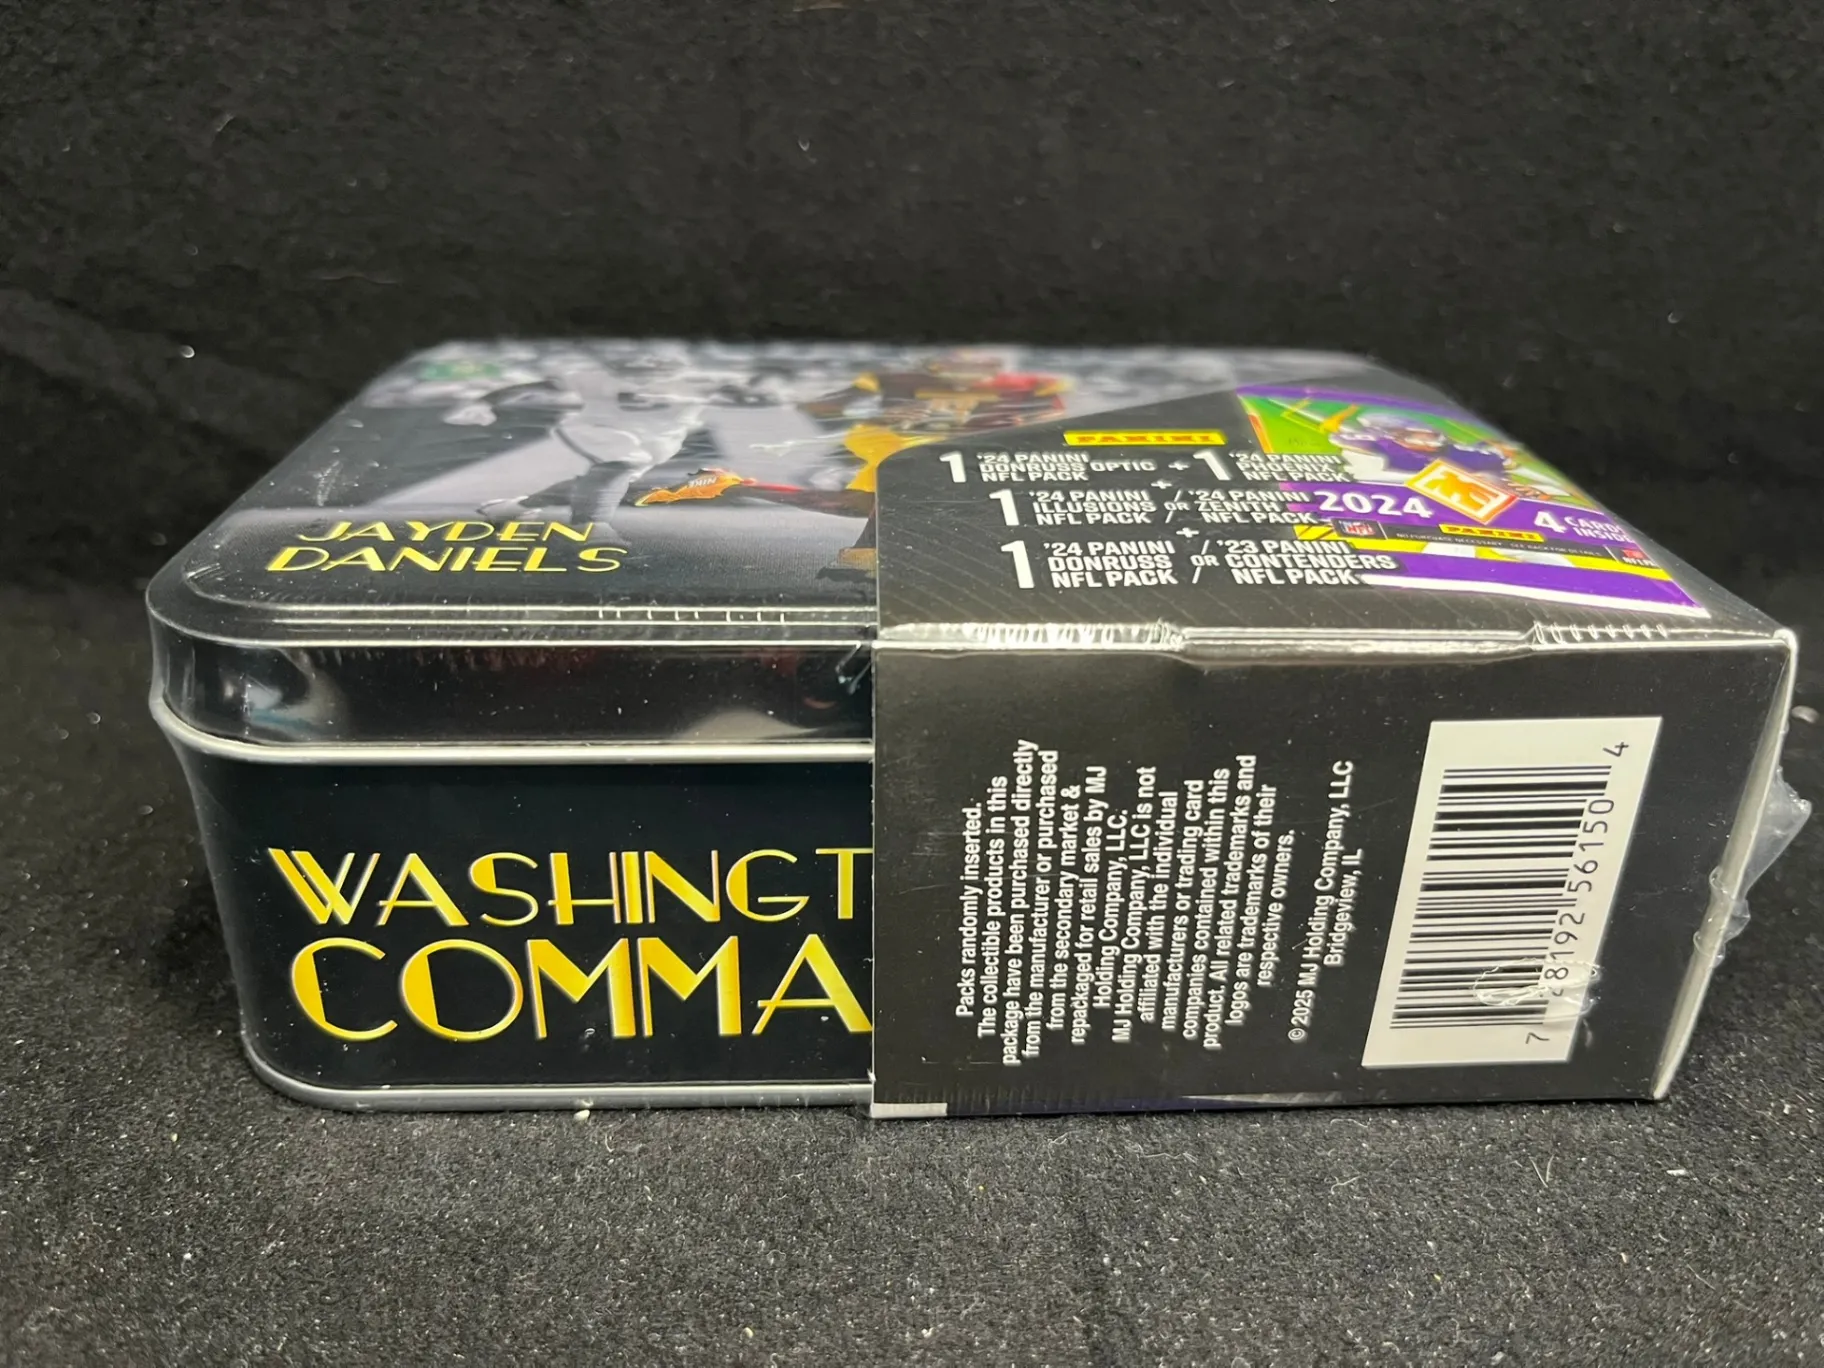 JAYDEN
DANIELS
WASHINGT
COMMA
PANINI
1 '24 PANINI DONRUSS OPTIC NFL PACK + 1 '24 PANINI PHOENIX NFL PACK
+
1 '24 PANINI ILLUSIONS NFL PACK / OR / '24 PANINI ZENITH NFL PACK
+
1 '24 PANINI DONRUSS NFL PACK / OR / '23 PANINI CONTENDERS NFL PACK
2024
4 CARDS
INSIDE
PANINI
NIKE
Packs randomly inserted.
The collectible products in this
package have been purchased directly
from the manufacturer or purchased
from the secondary market &
repackaged for retail sales by MJ
Holding Company, LLC.
MJ Holding Company, LLC is not
affiliated with the individual
manufacturers or trading card
companies contained within this
product. All related trademarks and
logos are trademarks of their
respective owners.
© 2025 MJ Holding Company, LLC
Bridgeview, IL
7 28192 56150 4